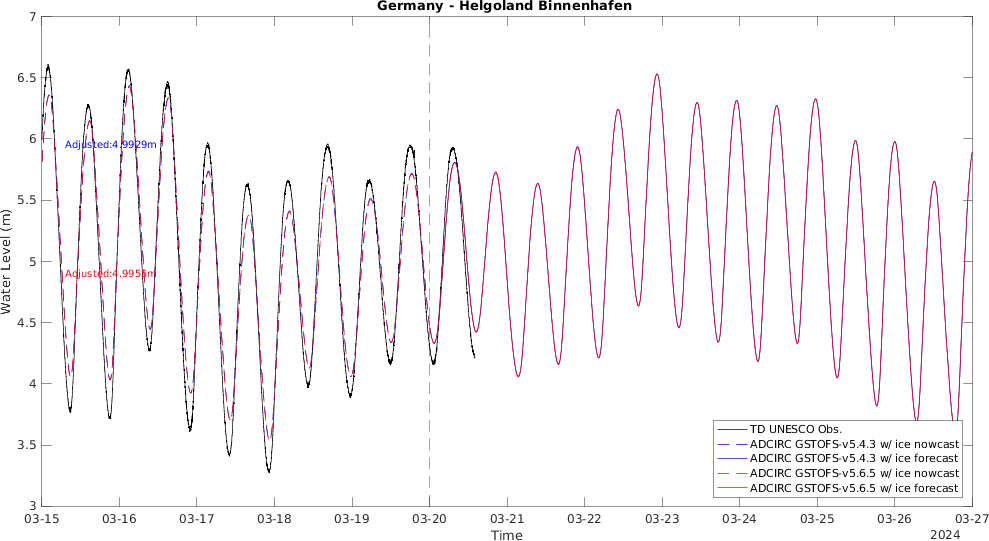 Germany - Helgoland Binnenhafen
7
6.5
6
5.5
5
4.5
4
3.5
3
Water Level (m)
Adjusted:4.9929m
Adjusted:4.9955m
TD UNESCO Obs.
ADCIRC GSTOFS-v5.4.3 w/ ice nowcast
ADCIRC GSTOFS-v5.4.3 w/ ice forecast
ADCIRC GSTOFS-v5.6.5 w/ ice nowcast
ADCIRC GSTOFS-v5.6.5 w/ ice forecast
03-15 03-16 03-17 03-18 03-19 03-20 03-21 03-22 03-23 03-24 03-25 03-26 03-27
Time
2024